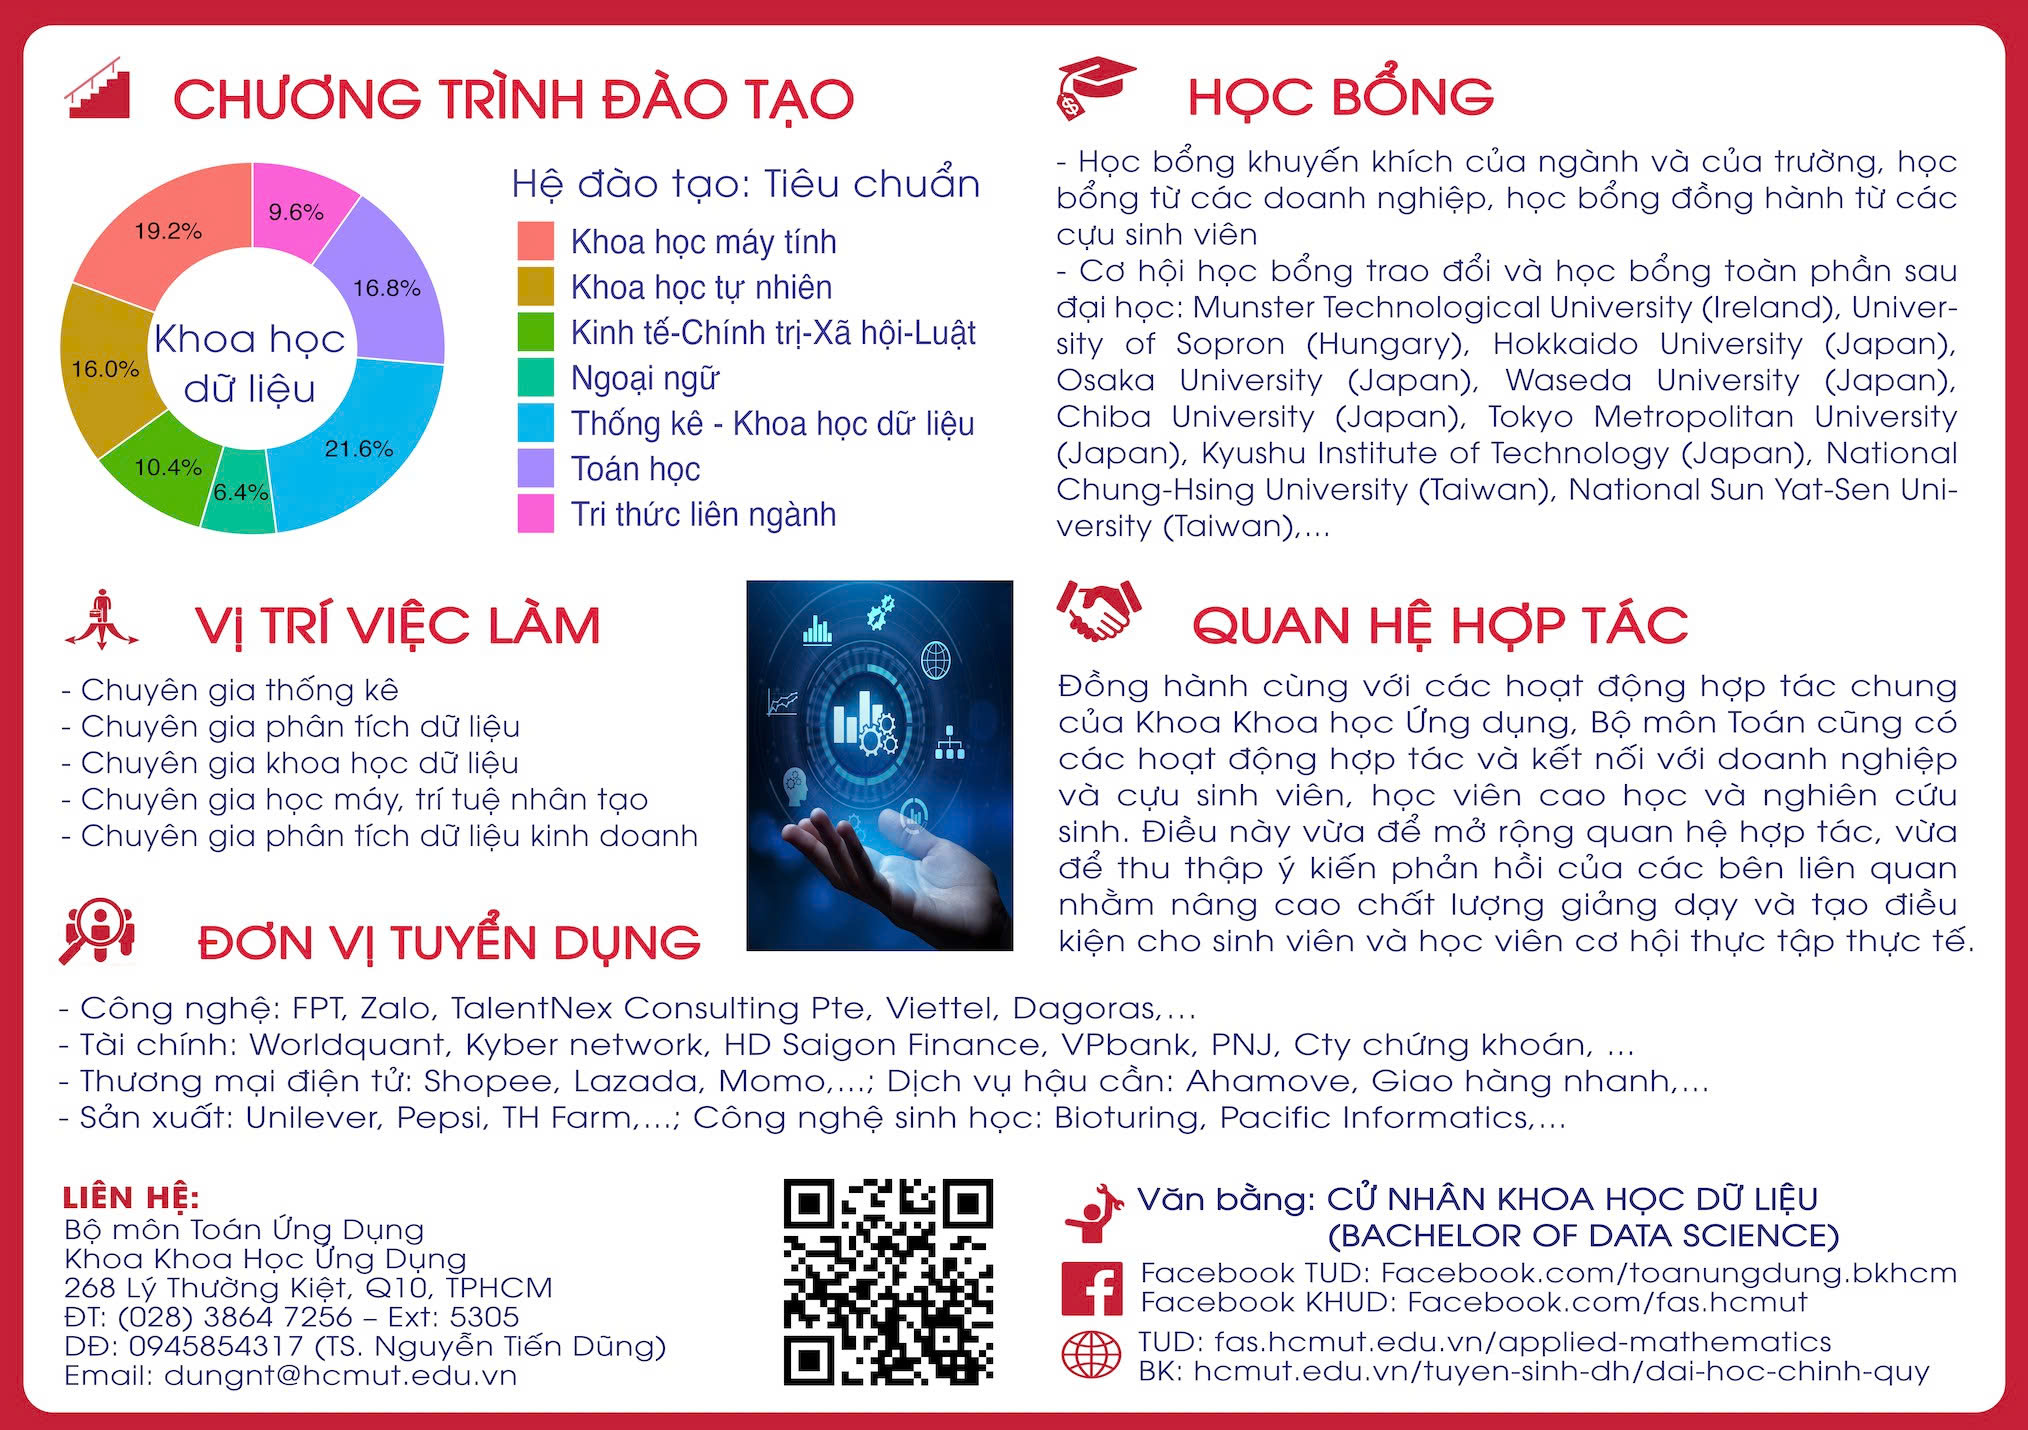 CHƯƠNG TRÌNH ĐÀO TẠO
19.2%
9.6%
16.8%
16.0%
21.6%
10.4%
6.4%
Khoa học
dữ liệu
Hệ đào tạo: Tiêu chuẩn
Khoa học máy tính
Khoa học tự nhiên
Kinh tế-Chính trị-Xã hội-Luật
Ngoại ngữ
Thống kê - Khoa học dữ liệu
Toán học
Tri thức liên ngành
VỊ TRÍ VIỆC LÀM
- Chuyên gia thống kê
- Chuyên gia phân tích dữ liệu
- Chuyên gia khoa học dữ liệu
- Chuyên gia học máy, trí tuệ nhân tạo
- Chuyên gia phân tích dữ liệu kinh doanh
HỌC BỔNG
- Học bổng khuyến khích của ngành và của trường, học
bổng từ các doanh nghiệp, học bổng đồng hành từ các
cựu sinh viên
- Cơ hội học bổng trao đổi và học bổng toàn phần sau
đại học: Munster Technological University (Ireland), Univer-
sity of Sopron (Hungary), Hokkaido University (Japan),
Osaka University (Japan), Waseda University (Japan),
Chiba University (Japan), Tokyo Metropolitan University
(Japan), Kyushu Institute of Technology (Japan), National
Chung-Hsing University (Taiwan), National Sun Yat-Sen Uni-
versity (Taiwan),...
QUAN HỆ HỢP TÁC
Đồng hành cùng với các hoạt động hợp tác chung
của Khoa Khoa học Ứng dụng, Bộ môn Toán cũng có
các hoạt động hợp tác và kết nối với doanh nghiệp
và cựu sinh viên, học viên cao học và nghiên cứu
sinh. Điều này vừa để mở rộng quan hệ hợp tác, vừa
để thu thập ý kiến phản hồi của các bên liên quan
nhằm nâng cao chất lượng giảng dạy và tạo điều
kiện cho sinh viên và học viên cơ hội thực tập thực tế.
ĐƠN VỊ TUYỂN DỤNG
- Công nghệ: FPT, Zalo, TalentNex Consulting Pte, Viettel, Dagoras,...
- Tài chính: Worldquant, Kyber network, HD Saigon Finance, VPbank, PNJ, Cty chứng khoán, ...
- Thương mại điện tử: Shopee, Lazada, Momo,...; Dịch vụ hậu cần: Ahamove, Giao hàng nhanh,...
- Sản xuất: Unilever, Pepsi, TH Farm,...; Công nghệ sinh học: Bioturing, Pacific Informatics,...
LIÊN HỆ:
Bộ môn Toán Ứng Dụng
Khoa Khoa Học Ứng Dụng
268 Lý Thường Kiệt, Q10, TPHCM
ĐT: (028) 3864 7256 – Ext: 5305
DĐ: 0945854317 (TS. Nguyễn Tiến Dũng)
Email: dungnt@hcmut.edu.vn
Văn bằng: CỬ NHÂN KHOA HỌC DỮ LIỆU
(BACHELOR OF DATA SCIENCE)
Facebook TUD: Facebook.com/toanungdung.bkhcm
Facebook KHUD: Facebook.com/fas.hcmut
TUD: fas.hcmut.edu.vn/applied-mathematics
BK: hcmut.edu.vn/tuyen-sinh-dh/dai-hoc-chinh-quy